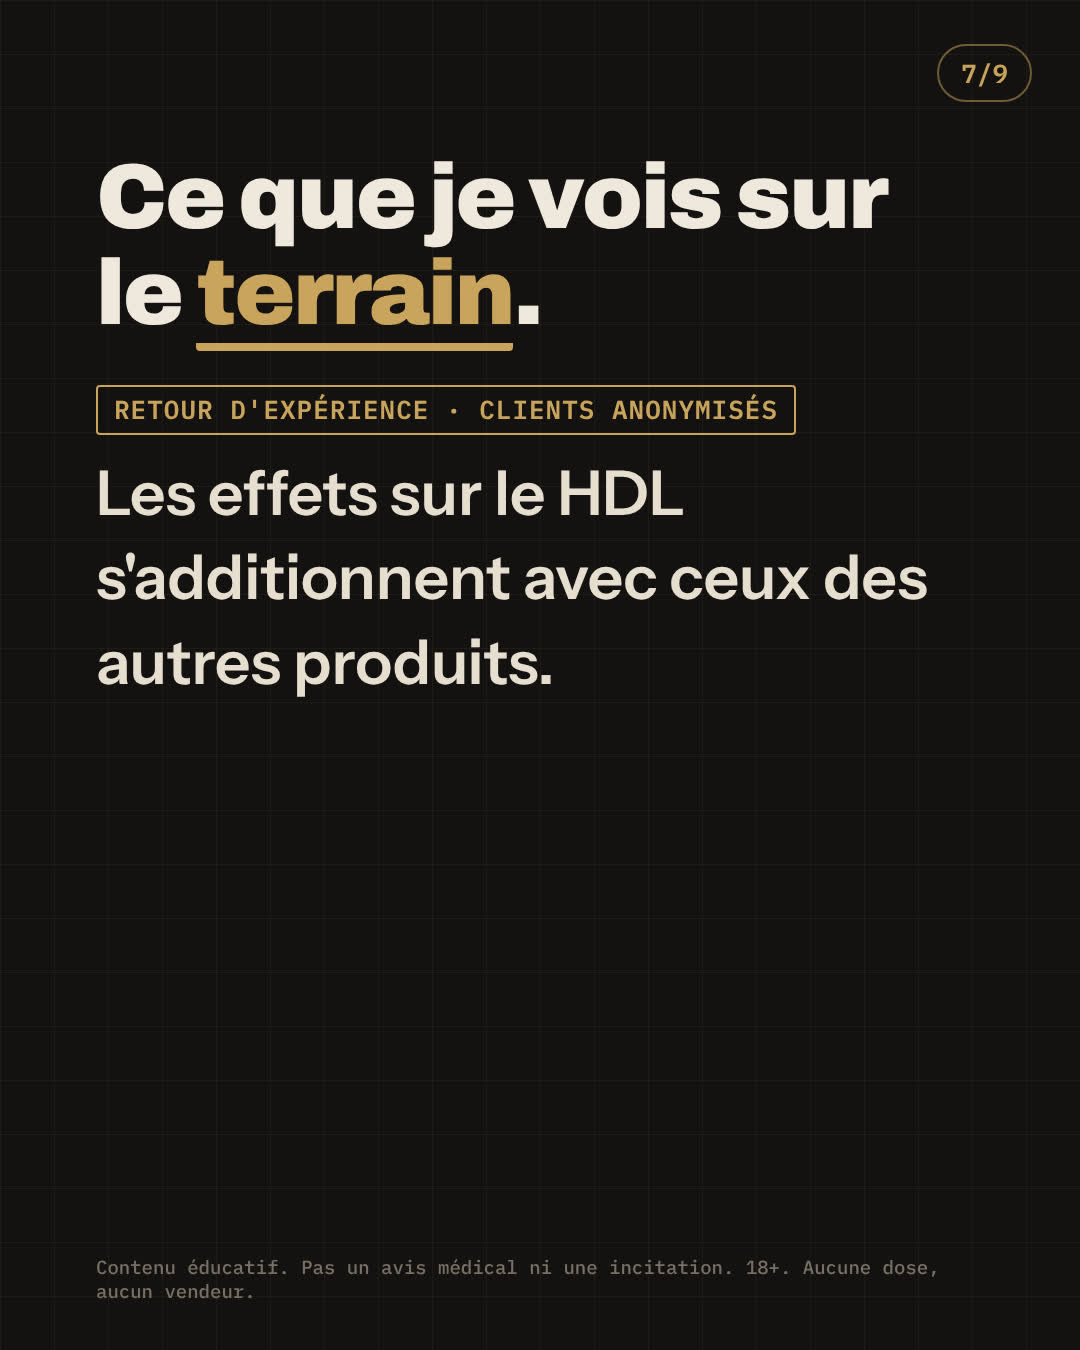 7/9
Ce que je vois sur
le terrain.
RETOUR D'EXPÉRIENCE · CLIENTS ANONYMISÉS
Les effets sur le HDL
s'additionnent avec ceux des
autres produits.
Contenu éducatif. Pas un avis médical ni une incitation. 18+. Aucune dose,
aucun vendeur.